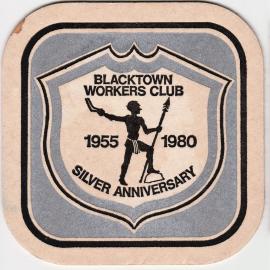 BLACKTOWN
WORKERS CLUB
1955 1980
SILVER ANNIVERSARY